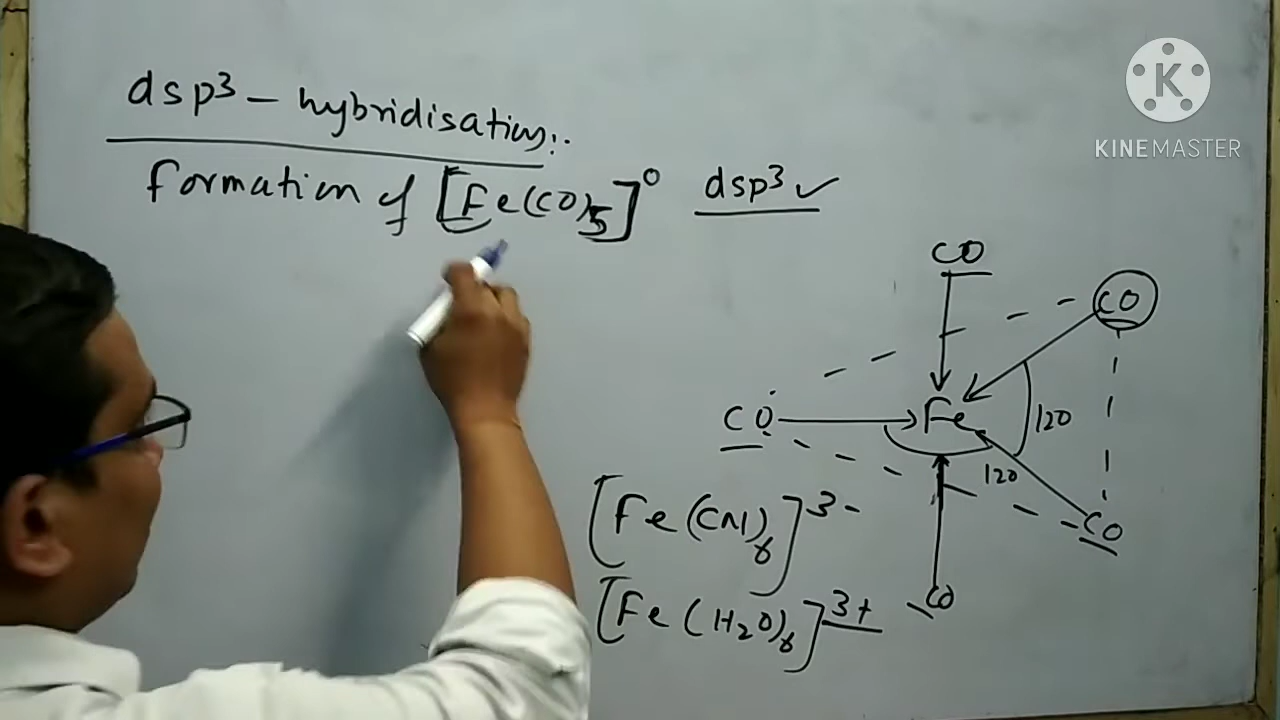 dsp³ - hybridisation:.
formation of [Fe(CO)5]⁰ dsp³ ✓
K
KINEMASTER
CO
CO
CO
Fe
120
120
CO
CO
[Fe(CN)6]³-
[Fe(H₂O)6]³+